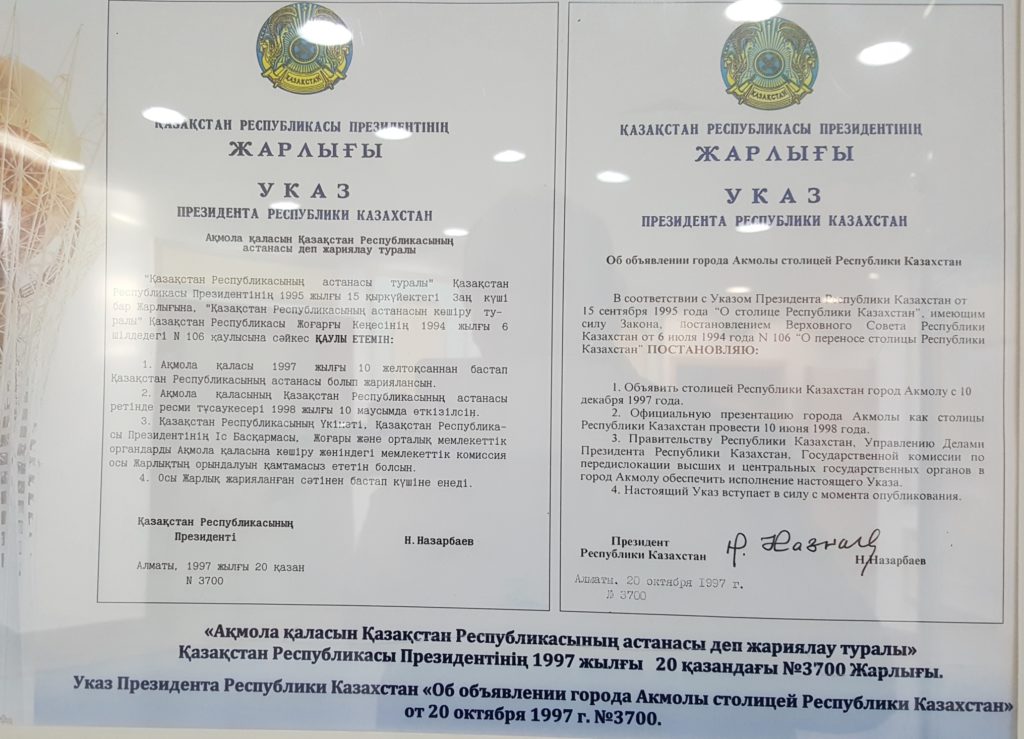 ҚАЗАҚСТАН
ҚАЗАҚСТАН РЕСПУБЛИКАСЫ ПРЕЗИДЕНТІНІҢ
ЖАРЛЫҒЫ
УКАЗ
ПРЕЗИДЕНТА РЕСПУБЛИКИ КАЗАХСТАН
Ақмола қаласын Қазақстан Республикасының
астанасы деп жариялау туралы
"Қазақстан Республикасының астанасы туралы" Қазақстан
Республикасы Президентінің 1995 жылғы 15 қыркүйектегі Заң күші
бар Жарлығына, "Қазақстан Республикасының астанасын көшіру ту-
ралы" Қазақстан Республикасы Жоғарғы Кеңесінің 1994 жылғы 6
шілдедегі N 106 қаулысына сәйкес ҚАУЛЫ ЕТЕМІН:
1. Ақмола қаласы 1997 жылғы 10 желтоқсаннан бастап
Қазақстан Республикасының астанасы болып жариялансын.
2. Ақмола қаласының Қазақстан Республикасының астанасы
ретінде ресми тұсаукесері 1998 жылғы 10 маусымда өткізілсін.
3. Қазақстан Республикасының Үкіметі, Қазақстан Республика-
сы Президентінің Іс Басқармасы, Жоғары және орталық мемлекеттік
органдарды Ақмола қаласына көшіру жөніндегі мемлекеттік комиссия
осы Жарлықтың орындалуын қамтамасыз ететін болсын.
4. Осы Жарлық жарияланған сәтінен бастап күшіне енеді.
Қазақстан Республикасының
Президенті Н.Назарбаев
Алматы, 1997 жылғы 20 қазан
N 3700
ҚАЗАҚСТАН
ҚАЗАҚСТАН РЕСПУБЛИКАСЫ ПРЕЗИДЕНТІНІҢ
ЖАРЛЫҒЫ
УКАЗ
ПРЕЗИДЕНТА РЕСПУБЛИКИ КАЗАХСТАН
Об объявлении города Акмолы столицей Республики Казахстан
В соответствии с Указом Президента Республики Казахстан от
15 сентября 1995 года "О столице Республики Казахстан", имеющим
силу Закона, постановлением Верховного Совета Республики
Казахстан от 6 июля 1994 года N 106 "О переносе столицы Республики
Казахстан" ПОСТАНОВЛЯЮ:
1. Объявить столицей Республики Казахстан город Акмолу с 10
декабря 1997 года.
2. Официальную презентацию города Акмолы как столицы
Республики Казахстан провести 10 июня 1998 года.
3. Правительству Республики Казахстан, Управлению Делами
Президента Республики Казахстан, Государственной комиссии по
передислокации высших и центральных государственных органов в
город Акмолу обеспечить исполнение настоящего Указа.
4. Настоящий Указ вступает в силу с момента опубликования.
Президент
Республики Казахстан Н.Назарбаев
Алматы, 20 октября 1997 г.
№ 3700
«Ақмола қаласын Қазақстан Республикасының астанасы деп жариялау туралы»
Қазақстан Республикасы Президентінің 1997 жылғы 20 қазандағы №3700 Жарлығы.
Указ Президента Республики Казахстан «Об объявлении города Акмолы столицей Республики Казахстан»
от 20 октября 1997 г. №3700.